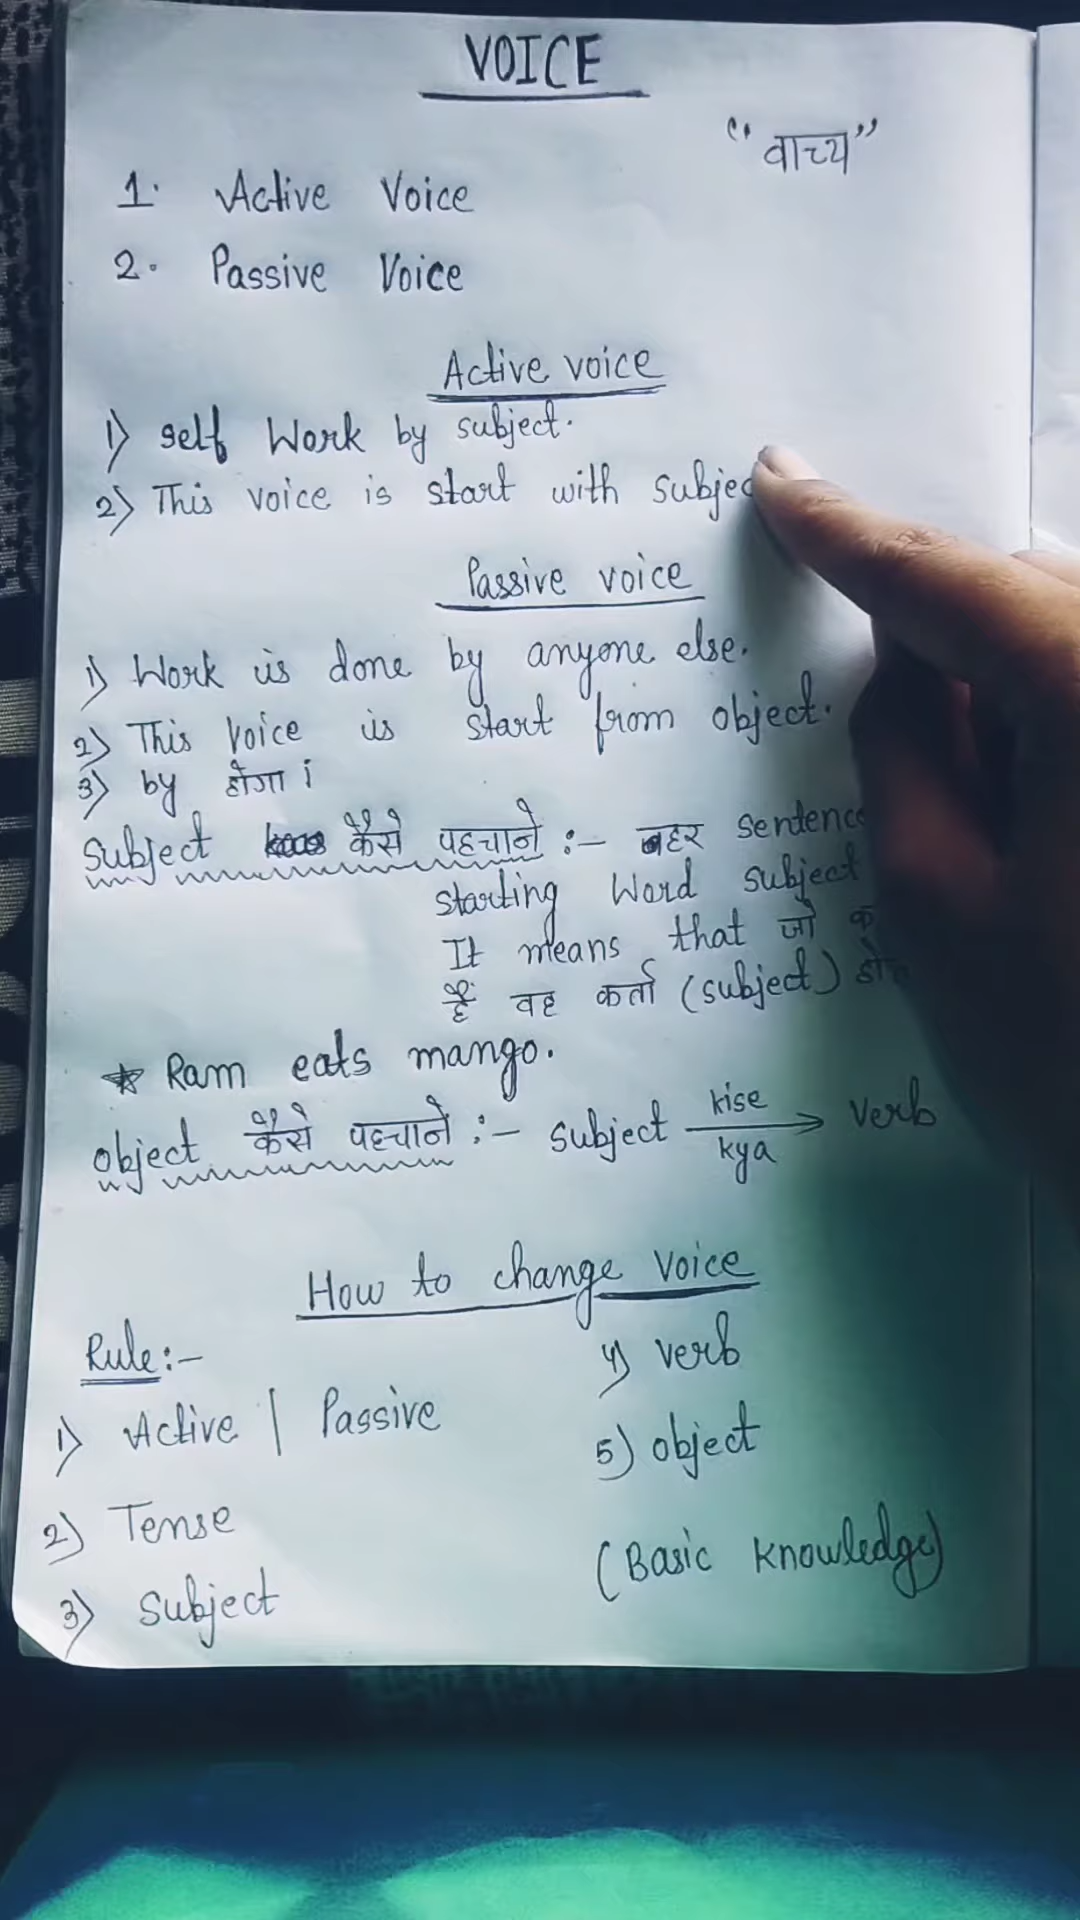 VOICE
"वाच्य"
1. Active Voice
2. Passive Voice
Active voice
1) self Work by subject.
2) This voice is start with subjec
Passive voice
1) Work is done by anyone else.
2) This Voice is start from object.
3) by होगा।
Subject कैसे पहचाने :- हर sentence
starting Word subject
It means that जो क
हैं वह कर्ता (subject) हो
★ Ram eats mango.
object कैसे पहचाने :- subject kise kya → verb
How to change Voice
Rule:-
1) Active | Passive
2) Tense
3) Subject
4) verb
5) object
(Basic knowledge)